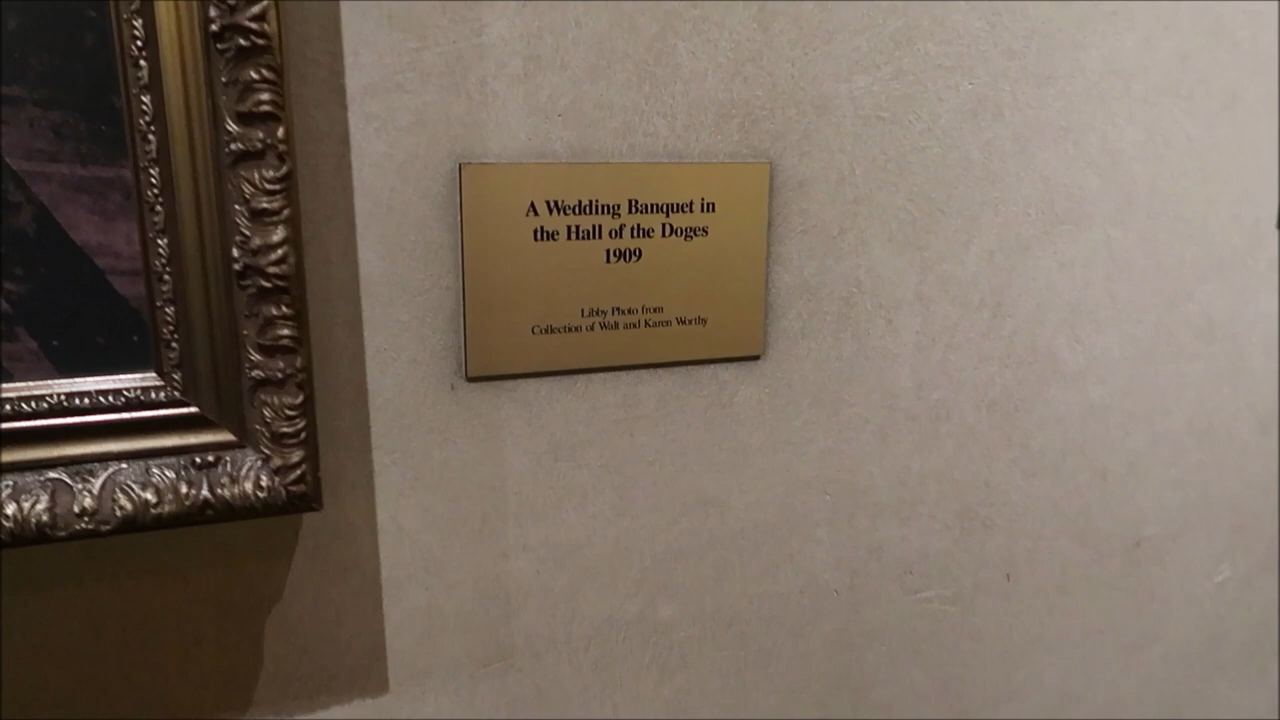 A Wedding Banquet in
the Hall of the Doges
1909
Libby Photo from
Collection of Walt and Karen Worthy